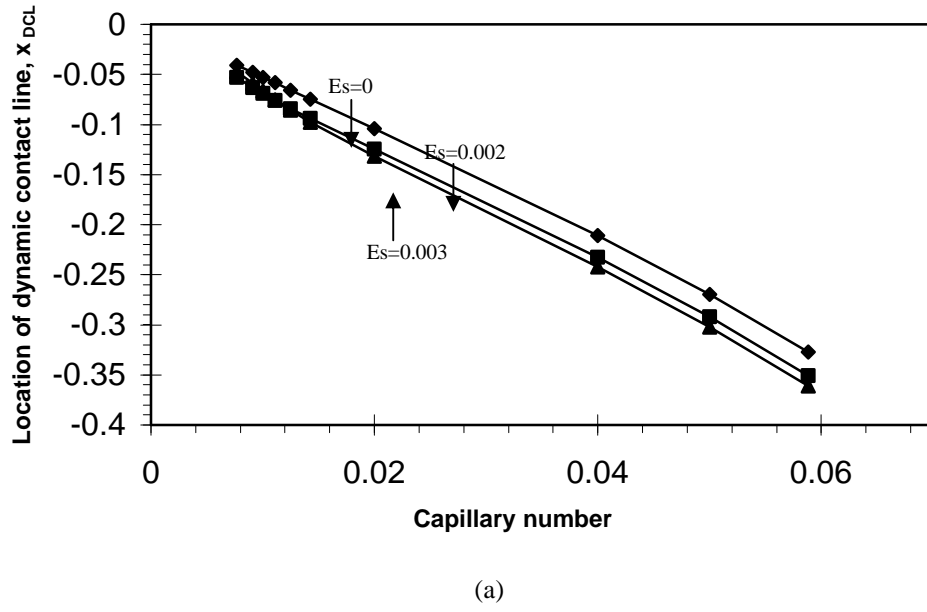 0
-0.05
-0.1
-0.15
-0.2
-0.25
-0.3
-0.35
-0.4
Location of dynamic contact line, x DCL
Es=0
Es=0.002
Es=0.003
0 0.02 0.04 0.06
Capillary number
(a)